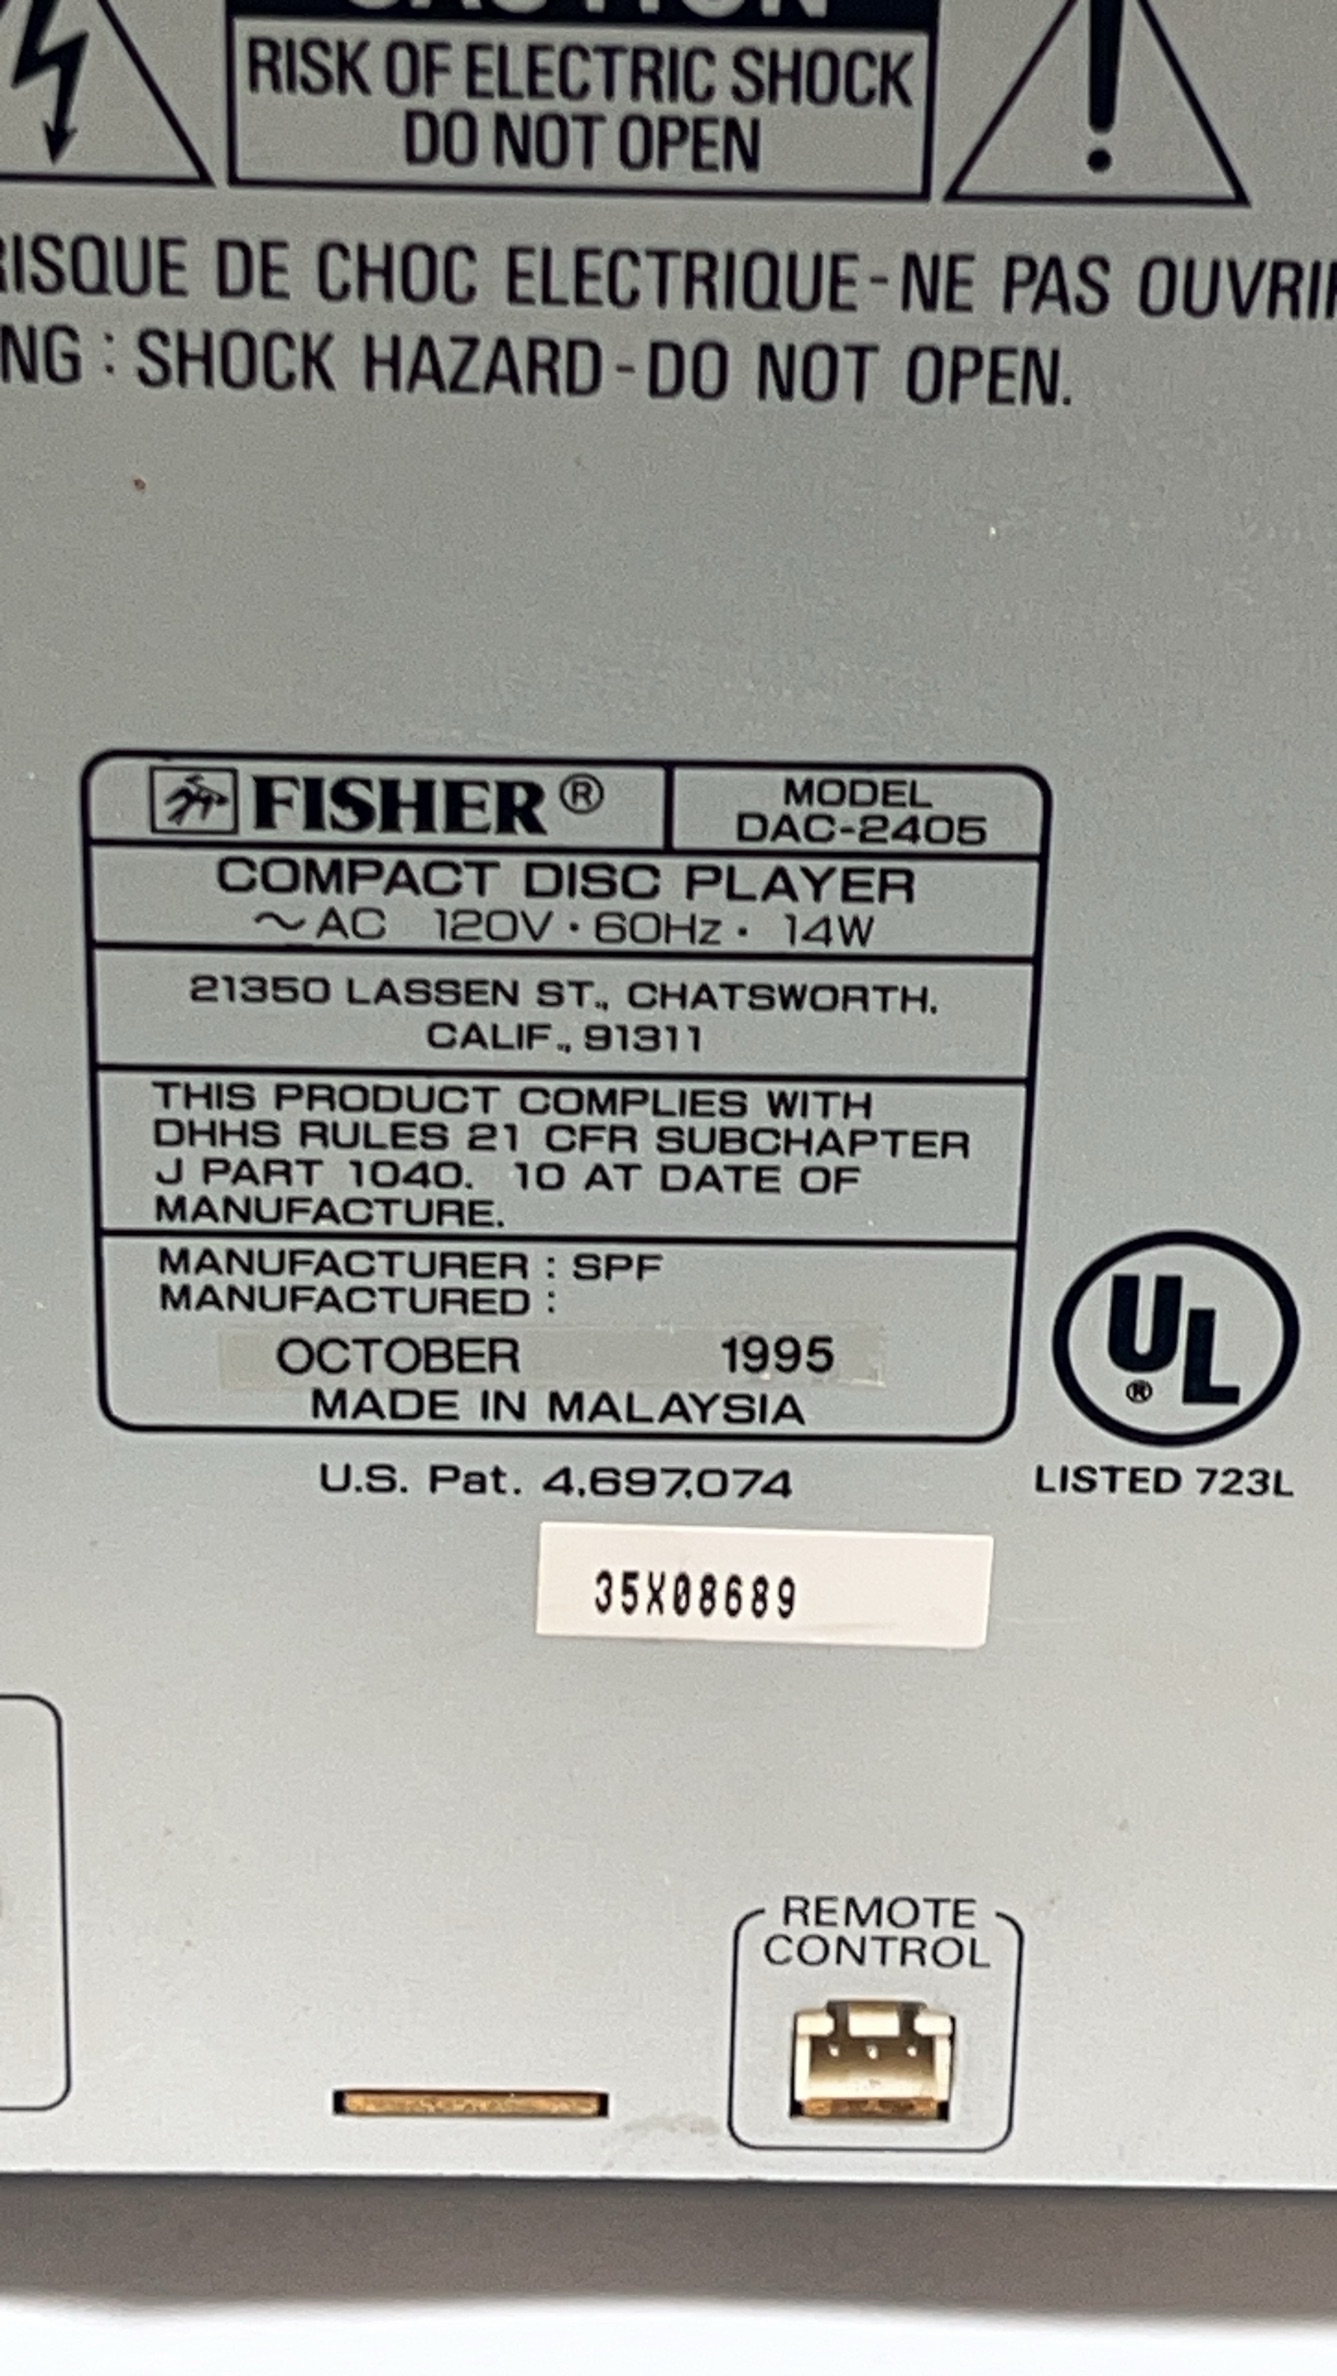 CAUTION
RISK OF ELECTRIC SHOCK
DO NOT OPEN
RISQUE DE CHOC ELECTRIQUE-NE PAS OUVRIR
NG : SHOCK HAZARD-DO NOT OPEN.
FISHER®
MODEL
DAC-2405
COMPACT DISC PLAYER
~AC 120V · 60Hz · 14W
21350 LASSEN ST., CHATSWORTH.
CALIF., 91311
THIS PRODUCT COMPLIES WITH
DHHS RULES 21 CFR SUBCHAPTER
J PART 1040. 10 AT DATE OF
MANUFACTURE.
MANUFACTURER : SPF
MANUFACTURED :
OCTOBER 1995
MADE IN MALAYSIA
UL®
LISTED 723L
U.S. Pat. 4,697,074
35X08689
REMOTE
CONTROL